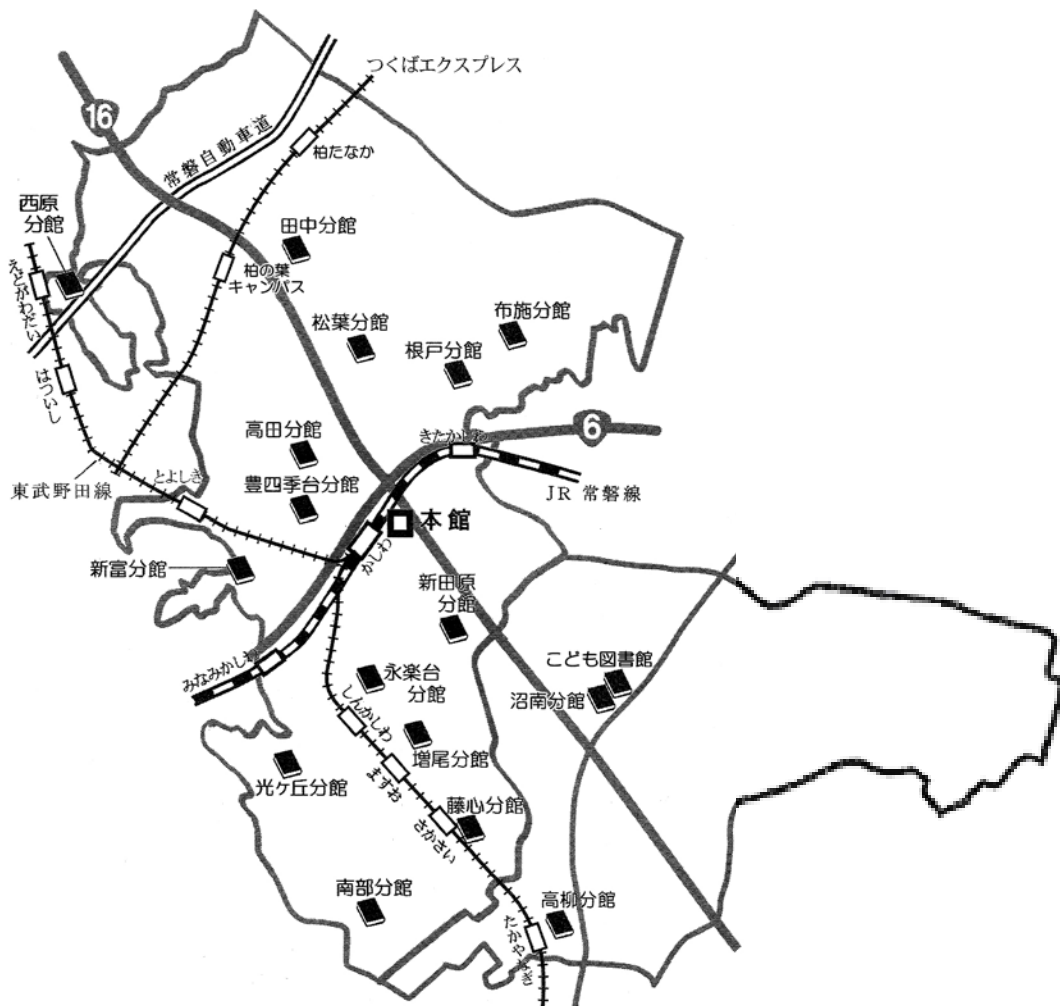 つくばエクスプレス
16
常磐自動車道
柏たなか
西原
分館
田中分館
えどがわだい
柏の葉
キャンパス
布施分館
松葉分館
根戸分館
はついし
高田分館
きたかしわ
6
とよしき
東武野田線
豊四季台分館
JR 常磐線
本館
かしわ
新富分館
新田原
分館
こども図書館
みなみかしわ
永楽台
分館
沼南分館
しんかしわ
増尾分館
光ヶ丘分館
ますお
藤心分館
さかさい
南部分館
高柳分館
たかやなぎ